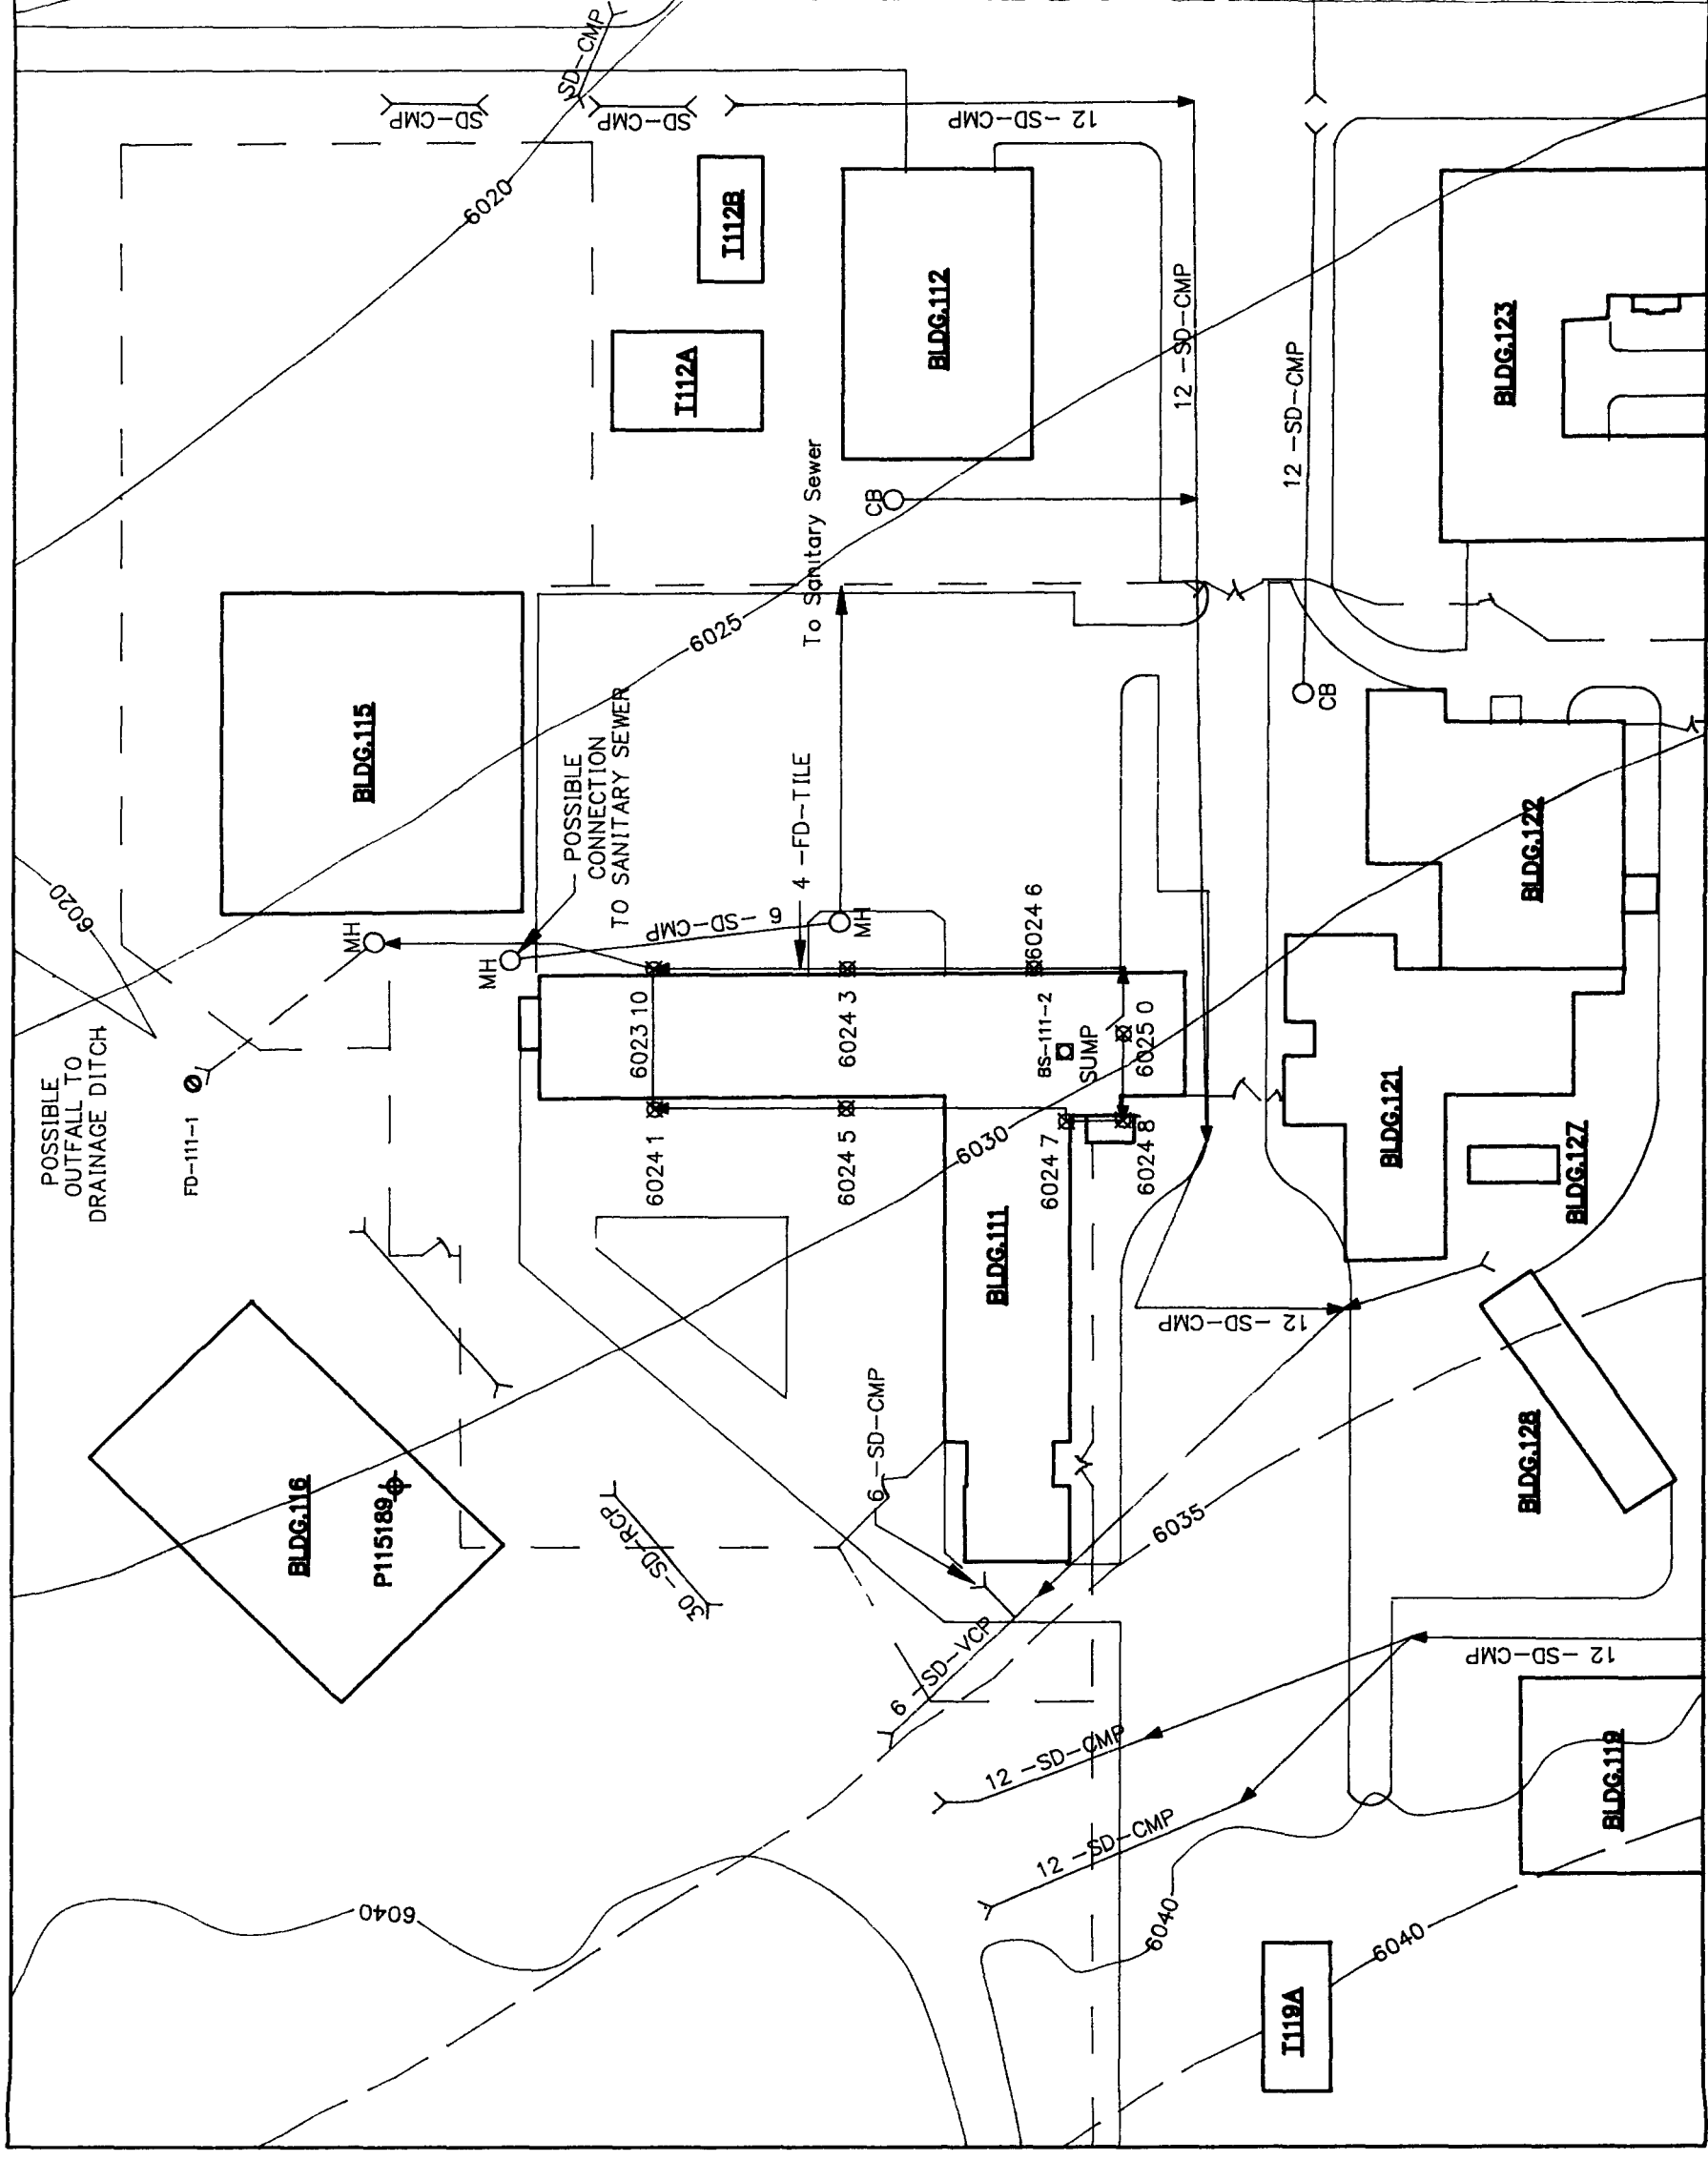 POSSIBLE
OUTFALL TO
DRAINAGE DITCH
FD-111-1
6020
MH
BLDG.115
6020
SD-CMP
SD-CMP
SD-CMP
BLDG.116
P115189
MH
POSSIBLE
CONNECTION
TO SANITARY SEWER
6025
T112A
T112B
6040
30 -SD-RCP
6024 1
6023 10
6 -SD-CMP
4 -FD-TILE
To Sanitary Sewer
MH
CB
BLDG.112
12 -SD-CMP
6 -SD-CMP
6024 5
6024 3
6 -SD-VCP
6030
BLDG.111
6024 7
6024 8
BS-111-2
SUMP
6025 0
6024 6
12 -SD-CMP
12 -SD-CMP
12 -SD-CMP
6040
6035
12 -SD-CMP
12 -SD-CMP
CB
T119A
6040
BLDG.121
BLDG.122
BLDG.123
BLDG.127
BLDG.128
12 -SD-CMP
BLDG.119